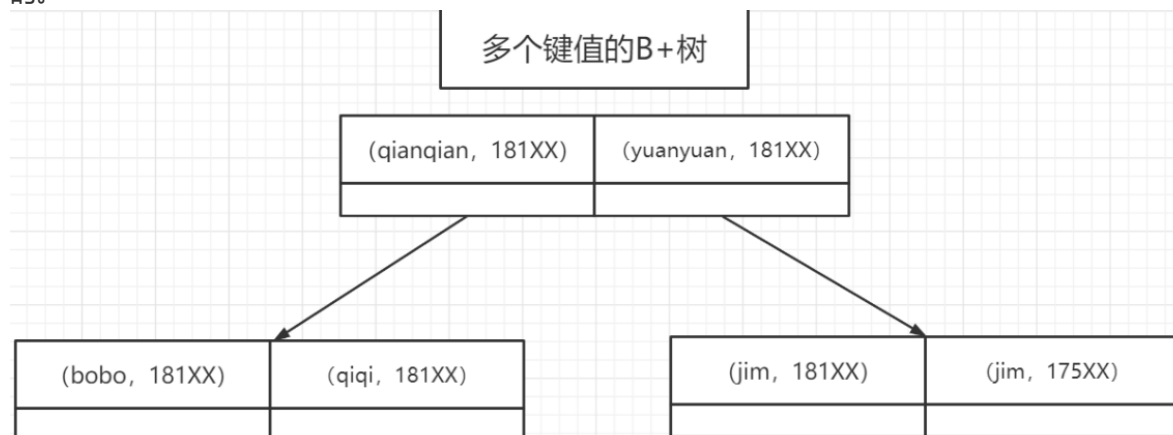 多个键值的B+树
(qianqian，181XX) (yuanyuan，181XX)
(bobo，181XX) (qiqi，181XX) (jim，181XX) (jim，175XX)